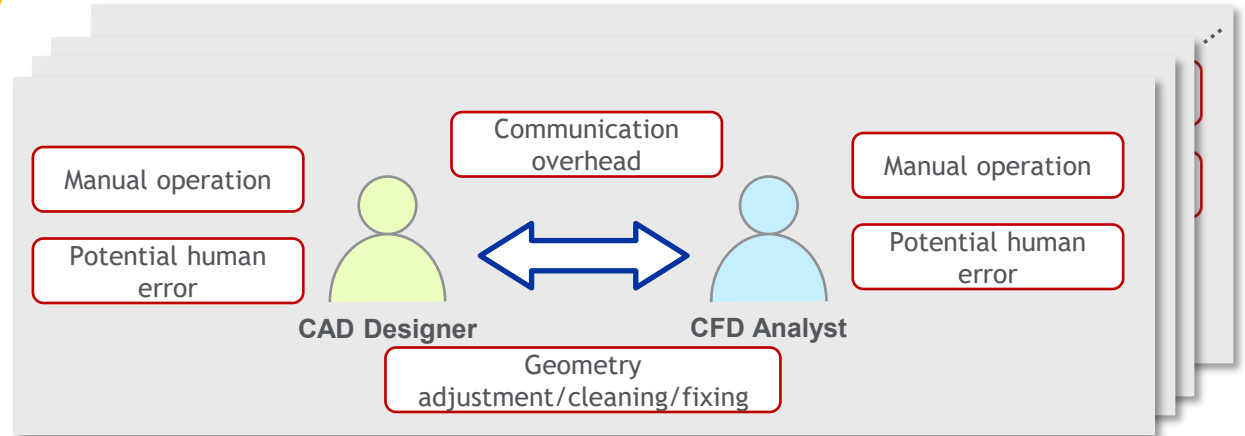 Communication
overhead
Manual operation
Manual operation
Potential human
error
Potential human
error
CAD Designer
CFD Analyst
Geometry
adjustment/cleaning/fixing